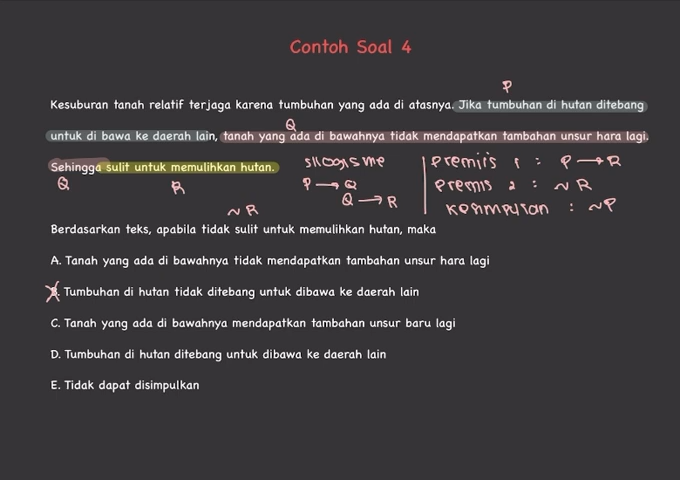 Contoh Soal 4
P
Kesuburan tanah relatif terjaga karena tumbuhan yang ada di atasnya. Jika tumbuhan di hutan ditebang
Q
untuk di bawa ke daerah lain, tanah yang ada di bawahnya tidak mendapatkan tambahan unsur hara lagi.
Sehingga sulit untuk memulihkan hutan.
Q R
silogisme
P → Q
Q → R
Premis 1 : P → R
Premis 2 : ~ R
Kesimpulan : ~P
~ R
Berdasarkan teks, apabila tidak sulit untuk memulihkan hutan, maka
A. Tanah yang ada di bawahnya tidak mendapatkan tambahan unsur hara lagi
B. Tumbuhan di hutan tidak ditebang untuk dibawa ke daerah lain
C. Tanah yang ada di bawahnya mendapatkan tambahan unsur baru lagi
D. Tumbuhan di hutan ditebang untuk dibawa ke daerah lain
E. Tidak dapat disimpulkan